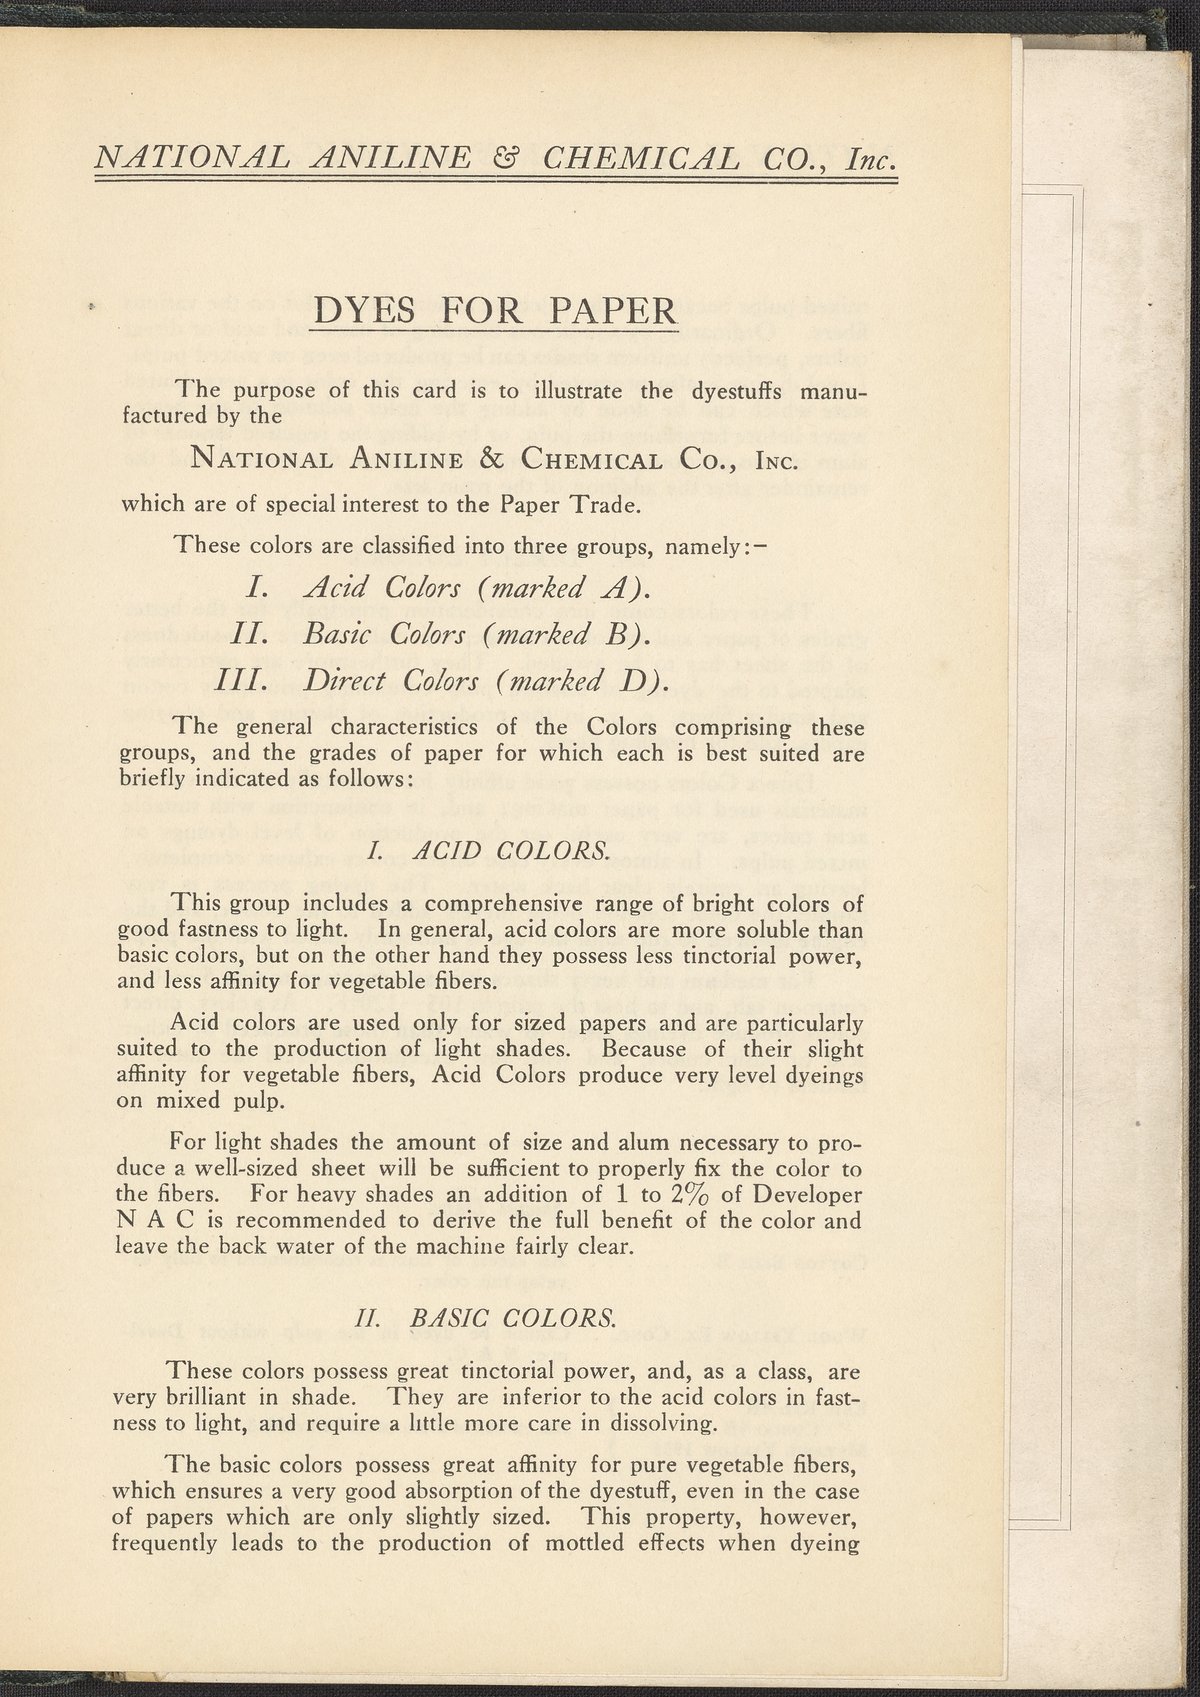 NATIONAL ANILINE & CHEMICAL CO., Inc.
DYES FOR PAPER
The purpose of this card is to illustrate the dyestuffs manu-
factured by the
NATIONAL ANILINE & CHEMICAL CO., INC.
which are of special interest to the Paper Trade.
These colors are classified into three groups, namely:—
I. Acid Colors (marked A).
II. Basic Colors (marked B).
III. Direct Colors (marked D).
The general characteristics of the Colors comprising these
groups, and the grades of paper for which each is best suited are
briefly indicated as follows:
I. ACID COLORS.
This group includes a comprehensive range of bright colors of
good fastness to light. In general, acid colors are more soluble than
basic colors, but on the other hand they possess less tinctorial power,
and less affinity for vegetable fibers.
Acid colors are used only for sized papers and are particularly
suited to the production of light shades. Because of their slight
affinity for vegetable fibers, Acid Colors produce very level dyeings
on mixed pulp.
For light shades the amount of size and alum necessary to pro-
duce a well-sized sheet will be sufficient to properly fix the color to
the fibers. For heavy shades an addition of 1 to 2% of Developer
N A C is recommended to derive the full benefit of the color and
leave the back water of the machine fairly clear.
II. BASIC COLORS.
These colors possess great tinctorial power, and, as a class, are
very brilliant in shade. They are inferior to the acid colors in fast-
ness to light, and require a little more care in dissolving.
The basic colors possess great affinity for pure vegetable fibers,
which ensures a very good absorption of the dyestuff, even in the case
of papers which are only slightly sized. This property, however,
frequently leads to the production of mottled effects when dyeing